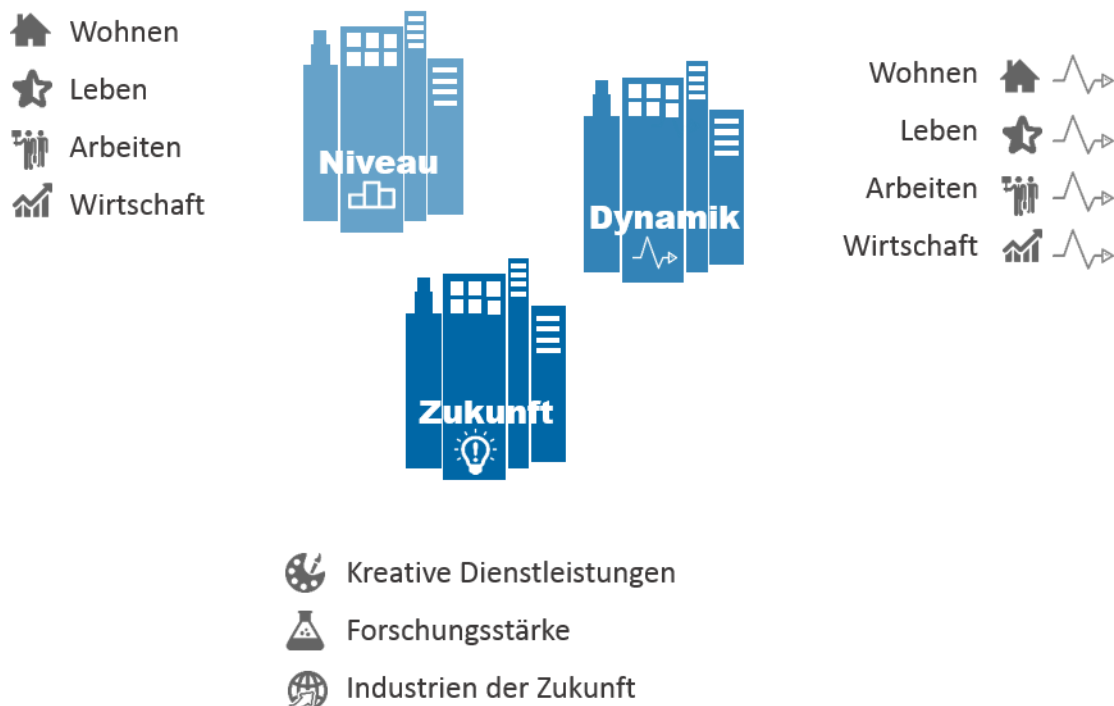 Wohnen
Leben
Arbeiten
Wirtschaft
Niveau
Dynamik
Wohnen
Leben
Arbeiten
Wirtschaft
Zukunft
Kreative Dienstleistungen
Forschungsstärke
Industrien der Zukunft